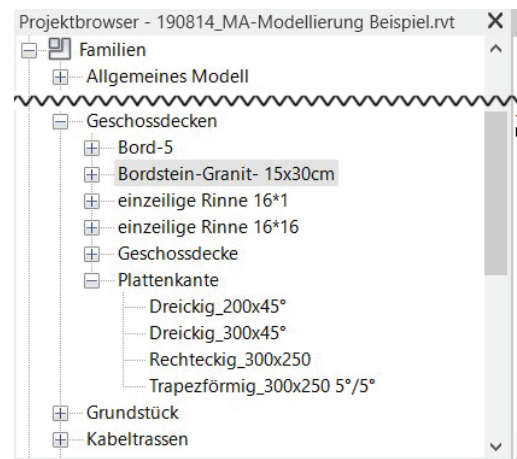 Projektbrowser - 190814_MA-Modellierung Beispiel.rvt
Familien
Allgemeines Modell
Geschossdecken
Bord-5
Bordstein-Granit- 15x30cm
einzeilige Rinne 16*1
einzeilige Rinne 16*16
Geschossdecke
Plattenkante
Dreickig_200x45°
Dreickig_300x45°
Rechteckig_300x250
Trapezförmig_300x250 5°/5°
Grundstück
Kabeltrassen